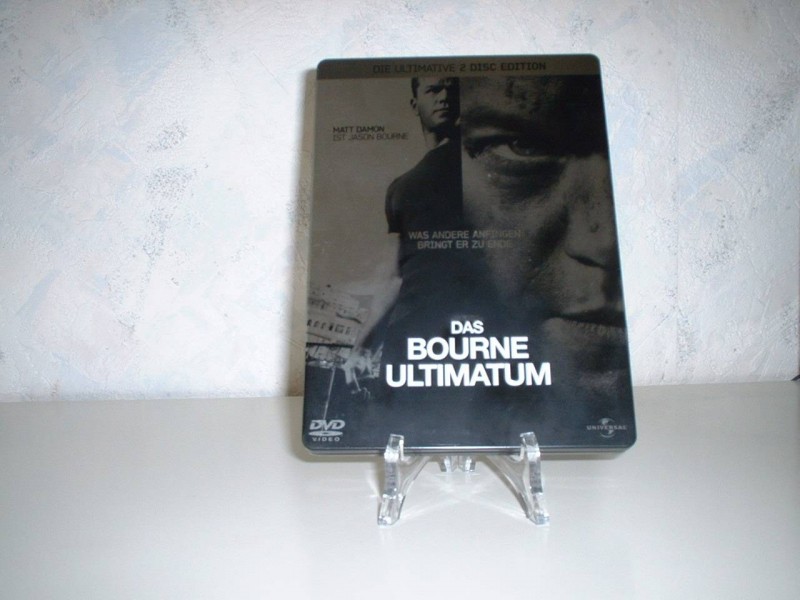 DIE ULTIMATIVE 2 DISC EDITION
MATT DAMON
IST JASON BOURNE
WAS ANDERE ANFINGEN
BRINGT ER ZU ENDE
DAS
BOURNE
ULTIMATUM
DVD
VIDEO
UNIVERSAL